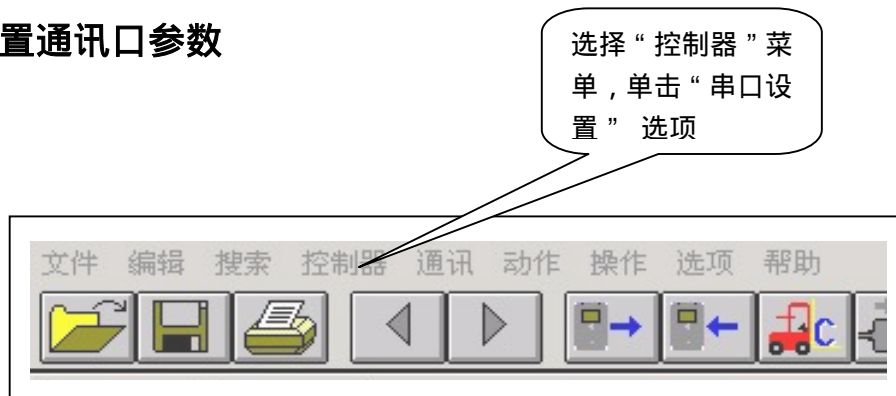 置通讯口参数
选择“控制器”菜
单，单击“串口设
置” 选项
文件 编辑 搜索 控制器 通讯 动作 操作 选项 帮助
C